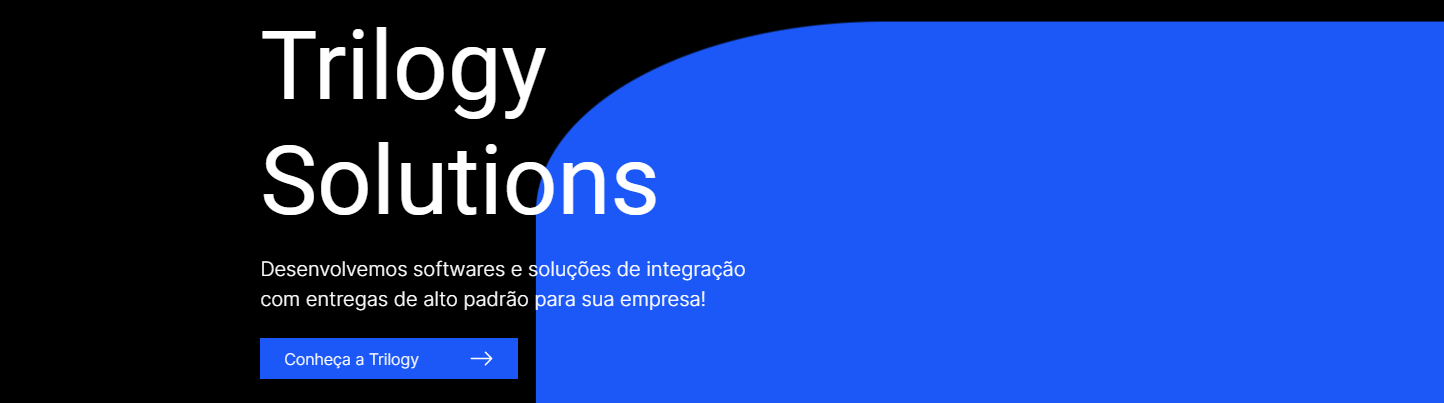 Trilogy
Solutions
Desenvolvemos softwares e soluções de integração
com entregas de alto padrão para sua empresa!
Conheça a Trilogy